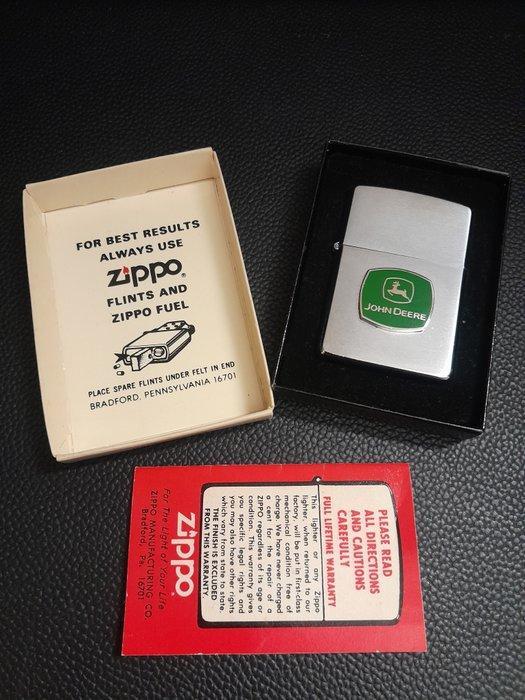 FOR BEST RESULTS
ALWAYS USE
Zippo®
FLINTS AND
ZIPPO FUEL
PLACE SPARE FLINTS UNDER FELT IN END
BRADFORD, PENNSYLVANIA 16701
JOHN DEERE
PLEASE READ
ALL DIRECTIONS
AND CAUTIONS
CAREFULLY
FULL LIFETIME WARRANTY
This lighter or any Zippo
lighter, when returned to our
factory, will be put in first-class
mechanical condition free of
charge. We have never charged
a cent for the repair of a
ZIPPO regardless of its age or
condition. This warranty gives
you specific legal rights and
you may also have other rights
which vary from state to state.
THE FINISH IS EXCLUDED
FROM THIS WARRANTY.
Zippo®
For The Light of Your Life
ZIPPO MANUFACTURING CO.
Bradford, Pa. 16701